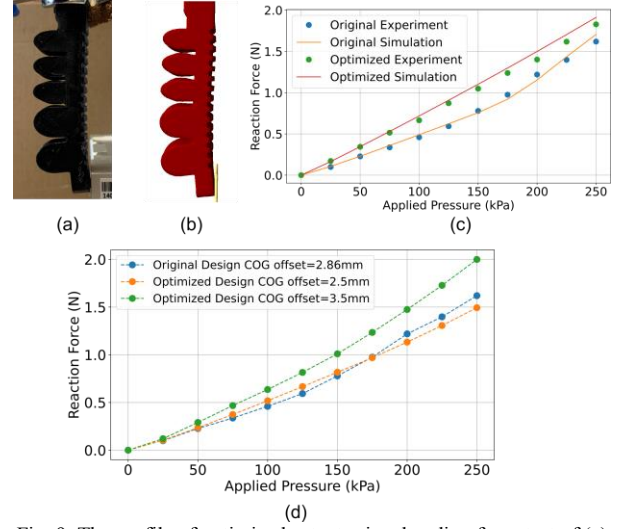 2.0
1.5
1.0
0.5
0.0
Reaction Force (N)
Original Experiment
Original Simulation
Optimized Experiment
Optimized Simulation
0 50 100 150 200 250
Applied Pressure (kPa)
(a) (b) (c)
2.0
1.5
1.0
0.5
0.0
Reaction Force (N)
Original Design COG offset=2.86mm
Optimized Design COG offset=2.5mm
Optimized Design COG offset=3.5mm
0 50 100 150 200 250
Applied Pressure (kPa)
(d)